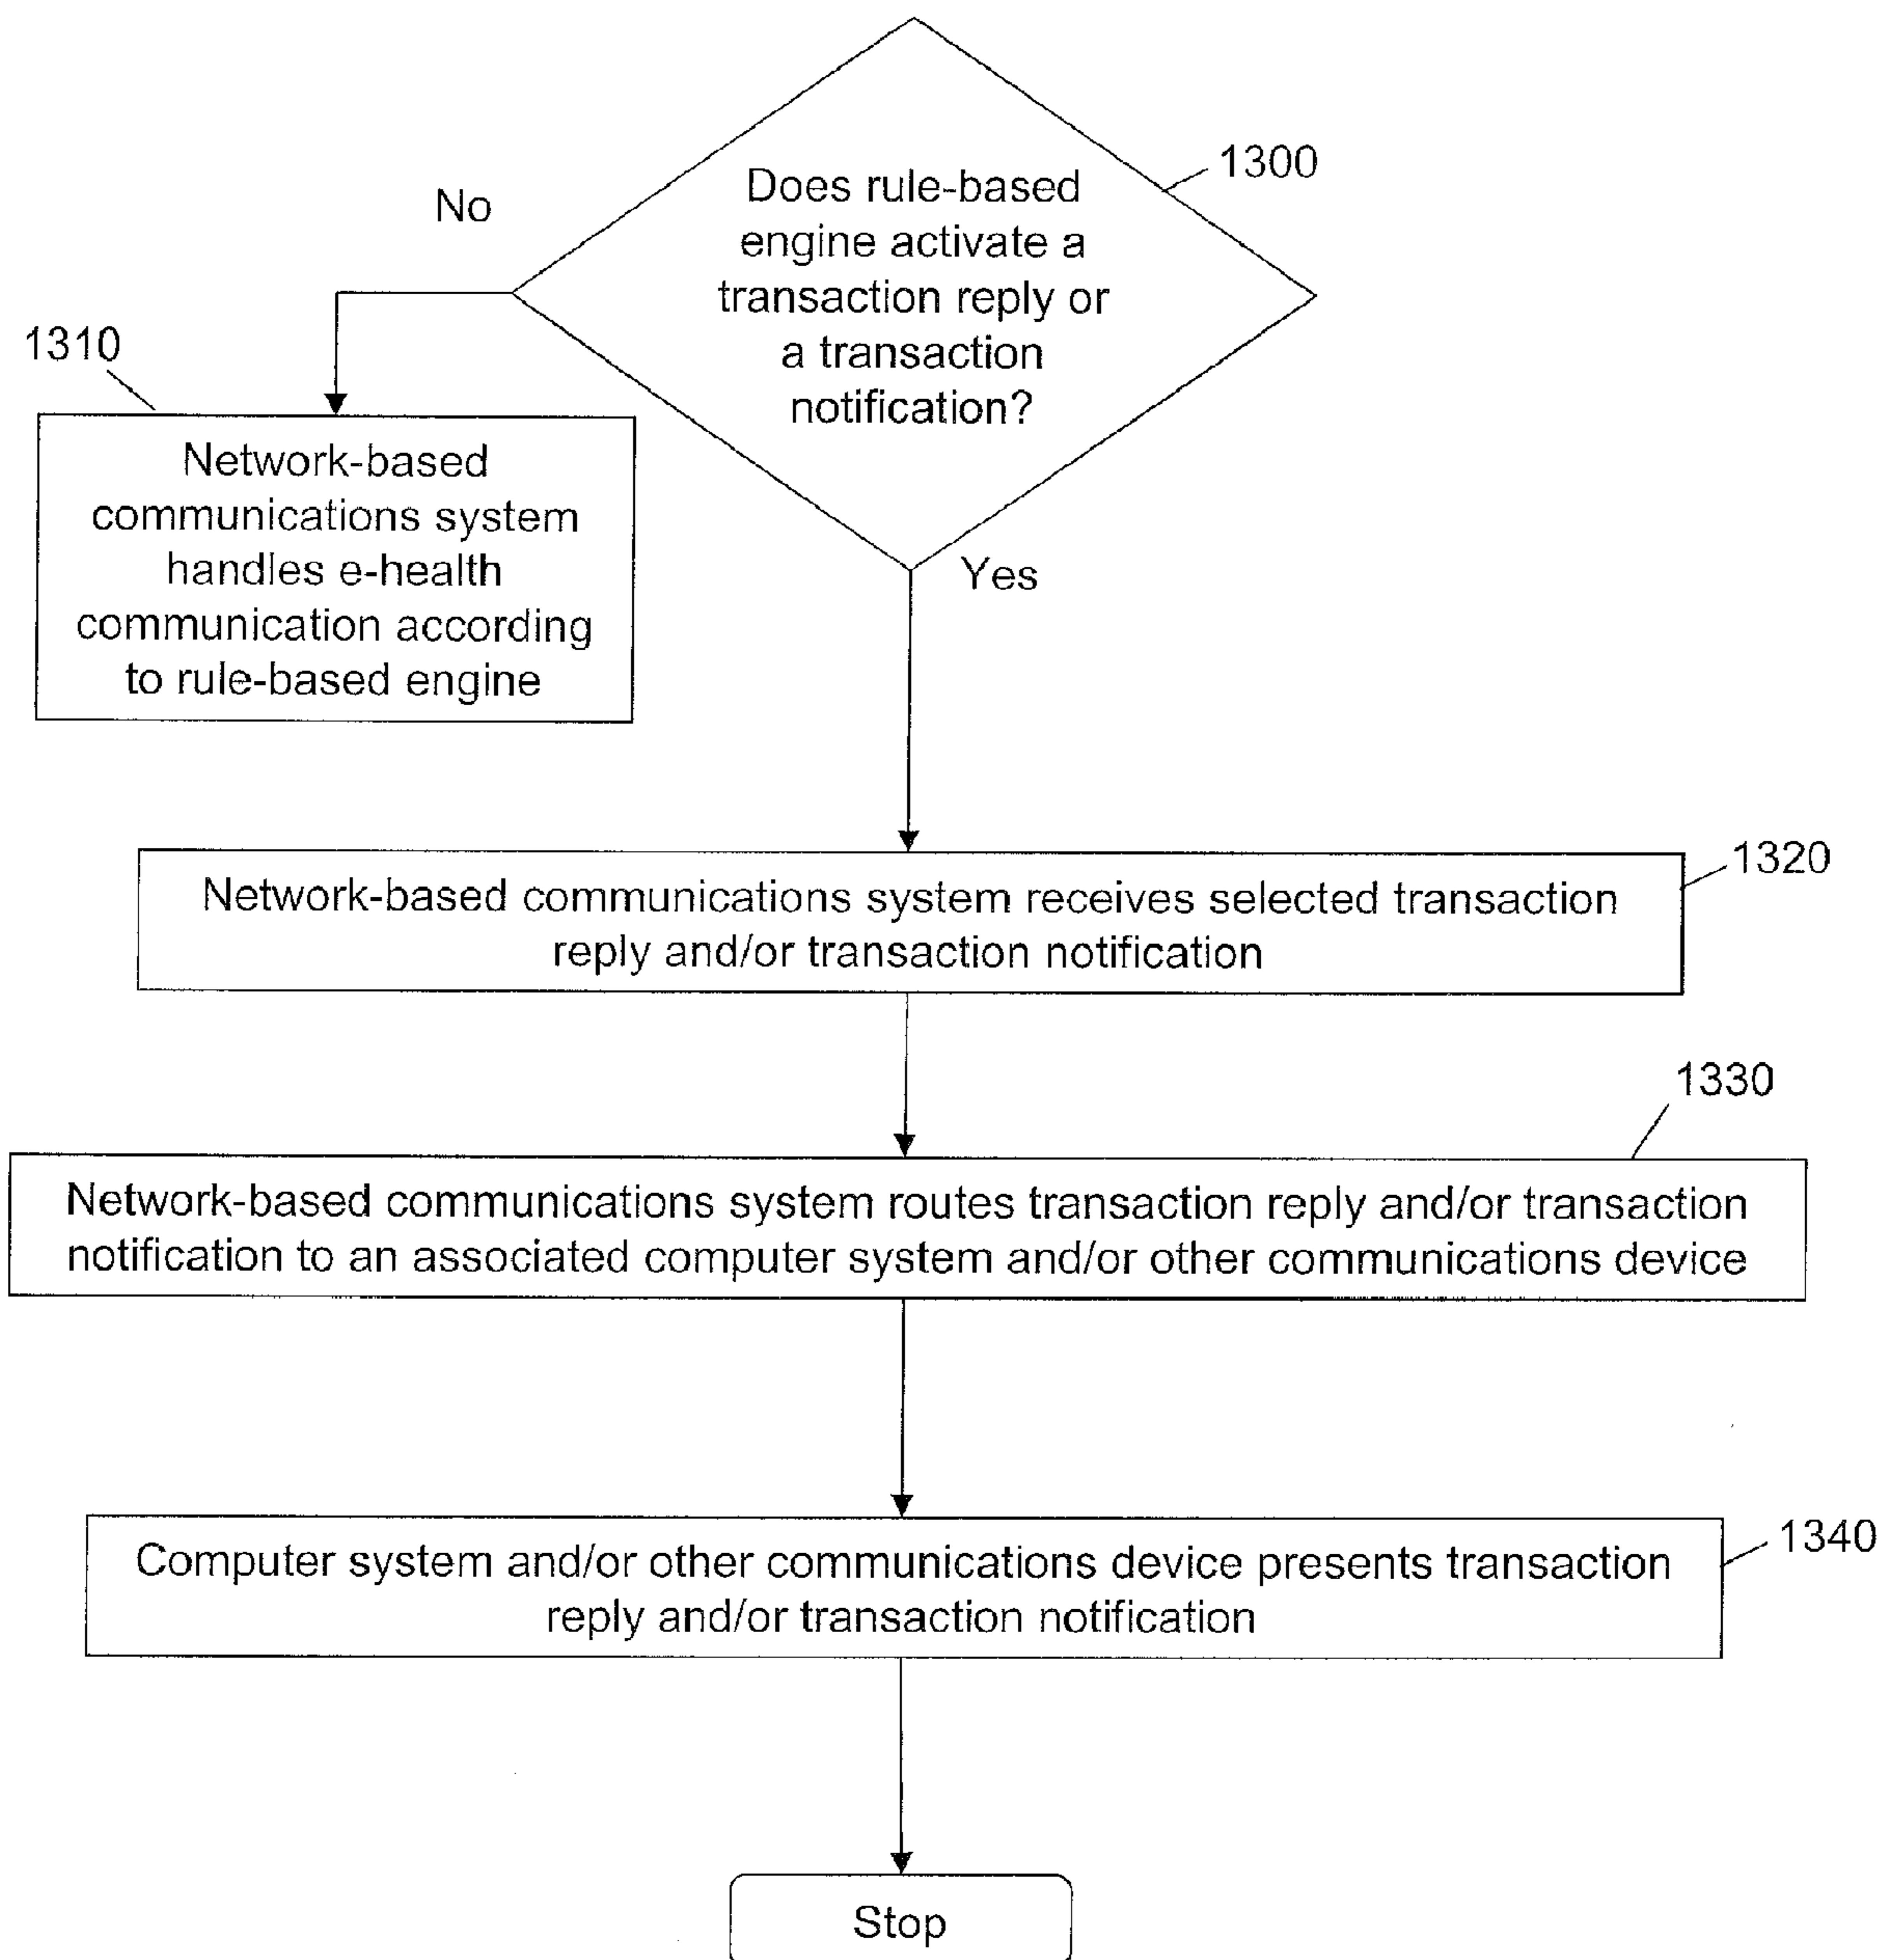 1300
Does rule-based
engine activate a
transaction reply or
a transaction
notification?
No
1310
Network-based
communications system
handles e-health
communication according
to rule-based engine
Yes
1320
Network-based communications system receives selected transaction
reply and/or transaction notification
1330
Network-based communications system routes transaction reply and/or transaction
notification to an associated computer system and/or other communications device
1340
Computer system and/or other communications device presents transaction
reply and/or transaction notification
Stop